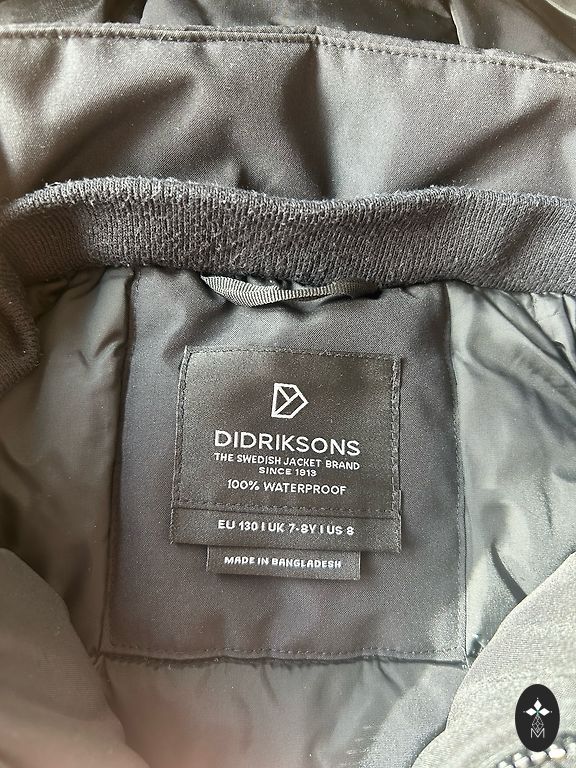 DIDRIKSONS
THE SWEDISH JACKET BRAND
SINCE 1913
100% WATERPROOF
EU 130 | UK 7-8Y | US 8
MADE IN BANGLADESH
M